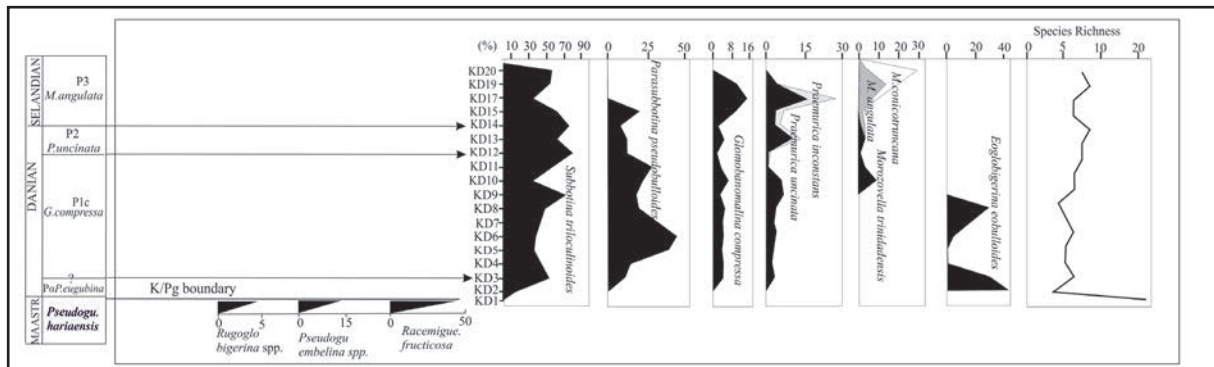 Species Richness
(%) 10 30 50 70 90
0 25 50
0 8 16
0 15 30
0 10 20 30
0
0 5 10 20
SELANDIAN
P3
M.angulata
P2
P.uncinata
DANIAN
P1c
G.compressa
?
PαP.eugubina
MAASTR
Pseudogu.
hariaensis
K/Pg boundary
KD20
KD19
KD17
KD15
KD14
KD13
KD12
KD11
KD10
KD9
KD8
KD7
KD6
KD5
KD4
KD3
KD2
KD1
Subbotina triloculinoides
Parasubbotina pseudobulloides
Glomobanomalina compressa
Praemurica uncinata
Praemurica inconstans
M. angulata
M.conicotruncana
Morozovella trinidadensis
Eoglobigerina eobulloides
0 5
0 15
0 50
Rugoglo
bigerina spp.
Pseudogu
embelina spp.
Racemigue.
fructicosa